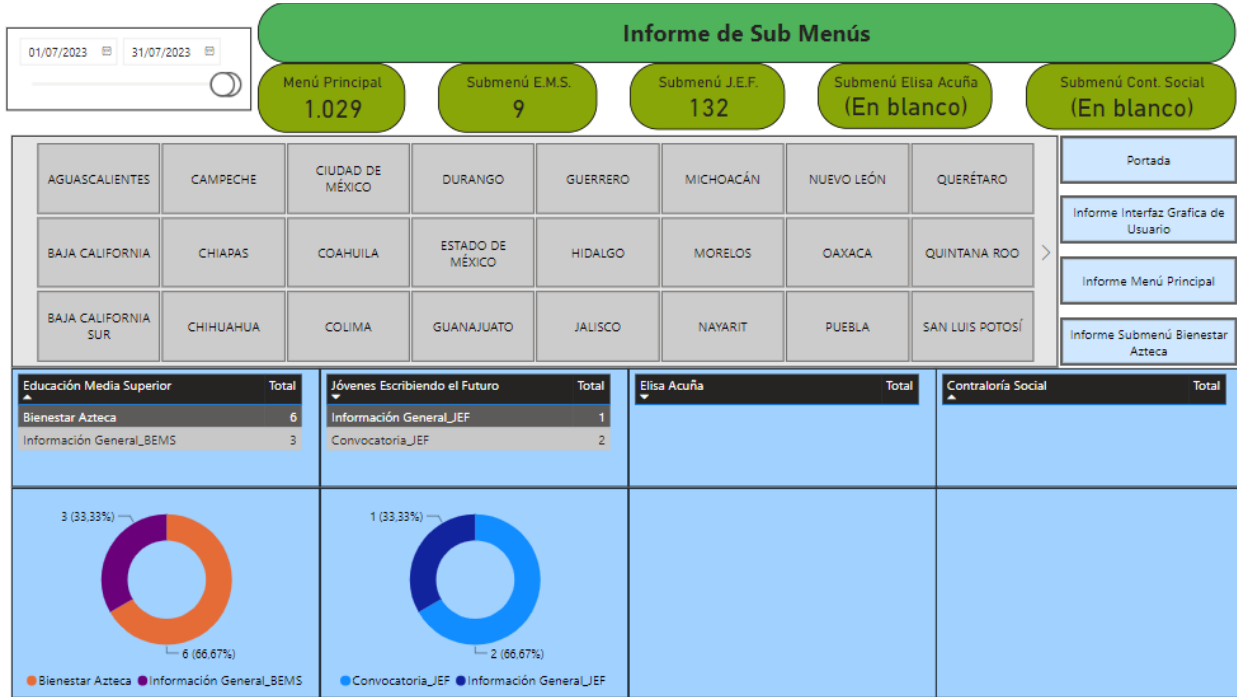 Informe de Sub Menús
01/07/2023
31/07/2023
Menú Principal
1.029
Submenú E.M.S.
9
Submenú J.E.F.
132
Submenú Elisa Acuña
(En blanco)
Submenú Cont. Social
(En blanco)
AGUASCALIENTES
CAMPECHE
CIUDAD DE
MÉXICO
DURANGO
GUERRERO
MICHOACÁN
NUEVO LEÓN
QUERÉTARO
BAJA CALIFORNIA
CHIAPAS
COAHUILA
ESTADO DE
MÉXICO
HIDALGO
MORELOS
OAXACA
QUINTANA ROO
BAJA CALIFORNIA
SUR
CHIHUAHUA
COLIMA
GUANAJUATO
JALISCO
NAYARIT
PUEBLA
SAN LUIS POTOSÍ
Portada
Informe Interfaz Grafica de
Usuario
Informe Menú Principal
Informe Submenú Bienestar
Azteca
Educación Media Superior Total
Bienestar Azteca 6
Información General_BEMS 3
Jóvenes Escribiendo el Futuro Total
Información General_JEF 1
Convocatoria_JEF 2
Elisa Acuña Total
Contraloría Social Total
3 (33,33%)
6 (66,67%)
Bienestar Azteca Información General_BEMS
1 (33,33%)
2 (66,67%)
Convocatoria_JEF Información General_JEF